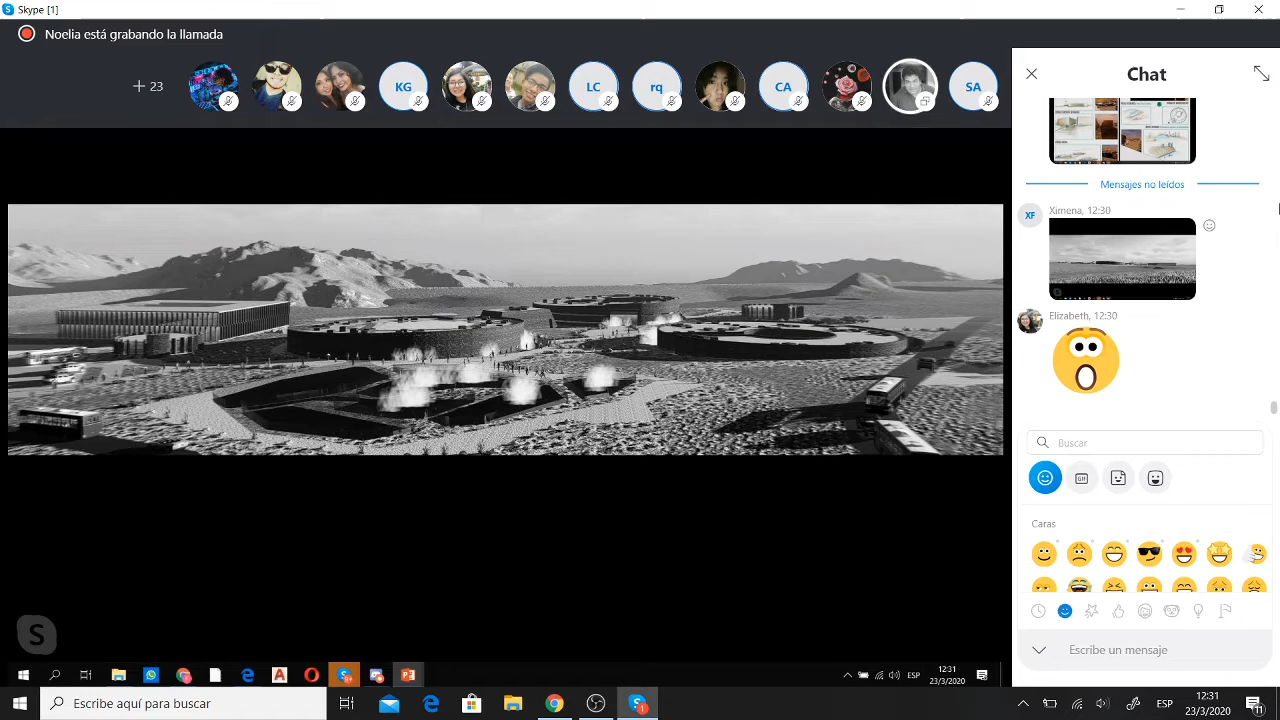 Skype [1]
Noelia está grabando la llamada
+ 23
KG
LC
rq
CA
SA
Chat
Mensajes no leídos
XF
Ximena, 12:30
Elizabeth, 12:30
Buscar
GIF
Caras
Escribe un mensaje
S
ESP
12:31
23/3/2020
Escribe aquí para buscar
ESP
12:31
23/3/2020
11